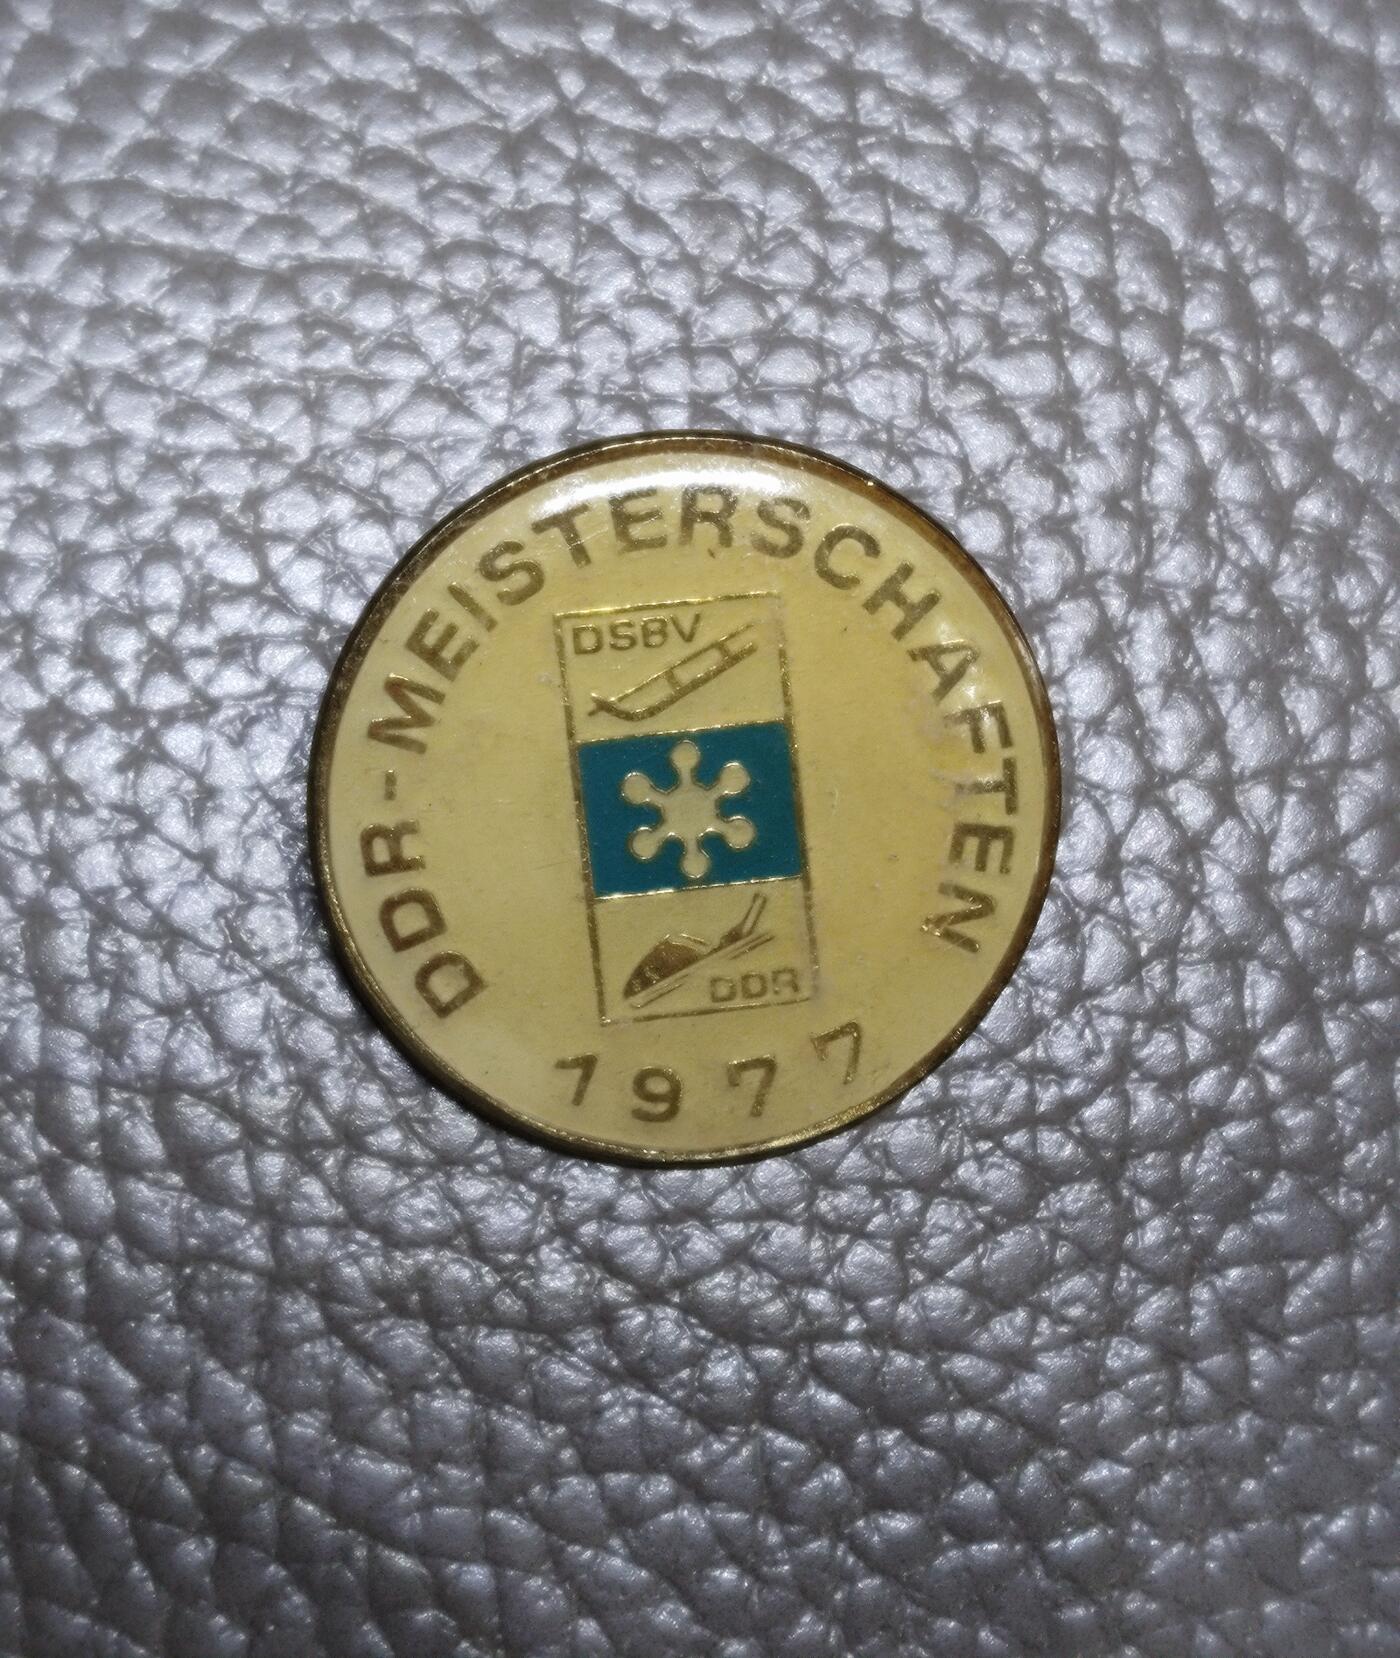 DDR-MEISTERSCHAFTEN
DSBV
DDR
1977